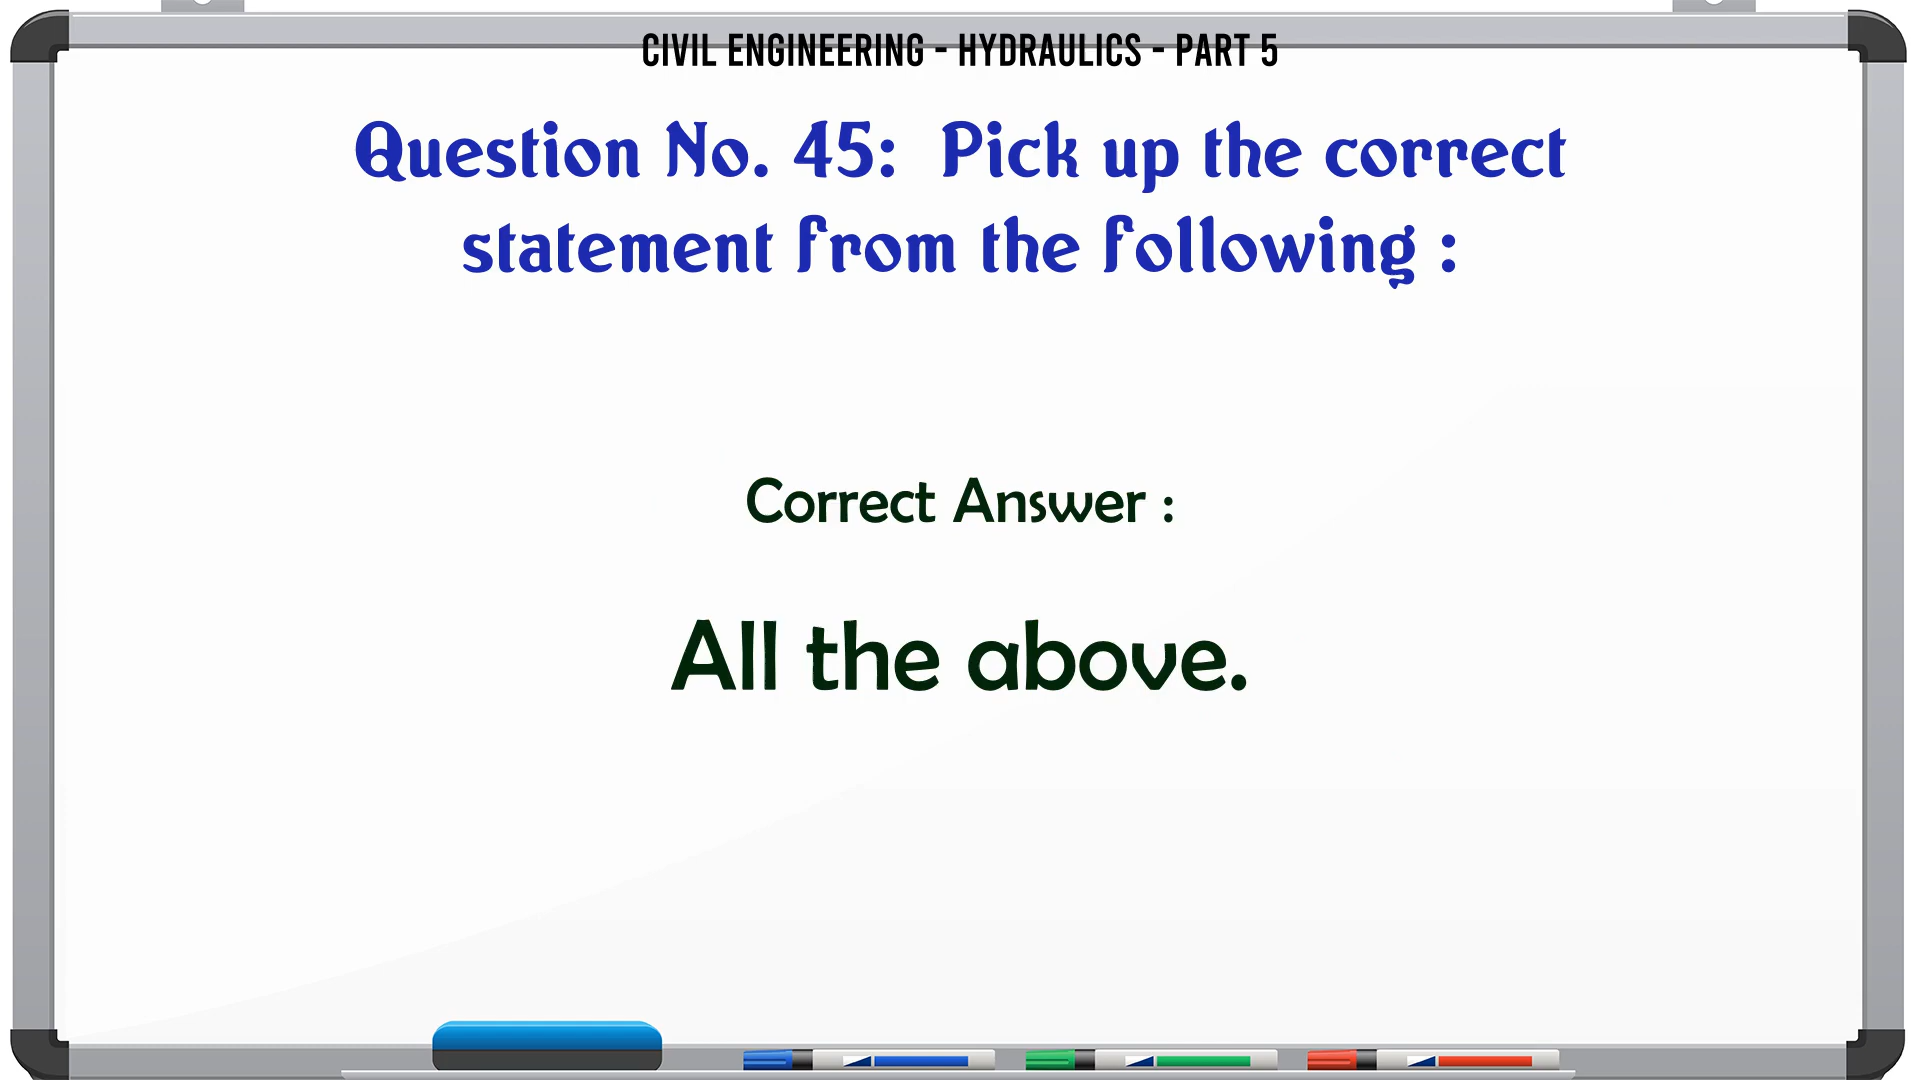 CIVIL ENGINEERING - HYDRAULICS - PART 5
Question No. 45: Pick up the correct
statement from the following :
Correct Answer :
All the above.